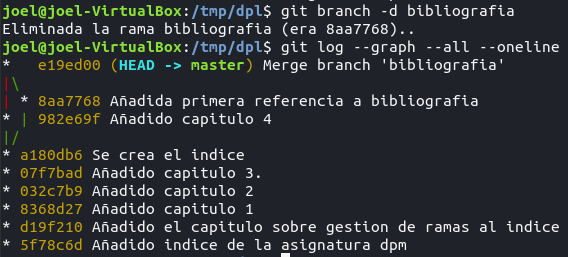 joel@joel-VirtualBox:/tmp/dpl$ git branch -d bibliografia
Eliminada la rama bibliografia (era 8aa7768)..
joel@joel-VirtualBox:/tmp/dpl$ git log --graph --all --oneline
*   e19ed00 (HEAD -> master) Merge branch 'bibliografia'
|\
| * 8aa7768 Añadida primera referencia a bibliografia
* | 982e69f Añadido capitulo 4
|/
* a180db6 Se crea el indice
* 07f7bad Añadido capitulo 3.
* 032c7b9 Añadido capitulo 2
* 8368d27 Añadido capitulo 1
* d19f210 Añadido el capitulo sobre gestion de ramas al indice
* 5f78c6d Añadido indice de la asignatura dpm